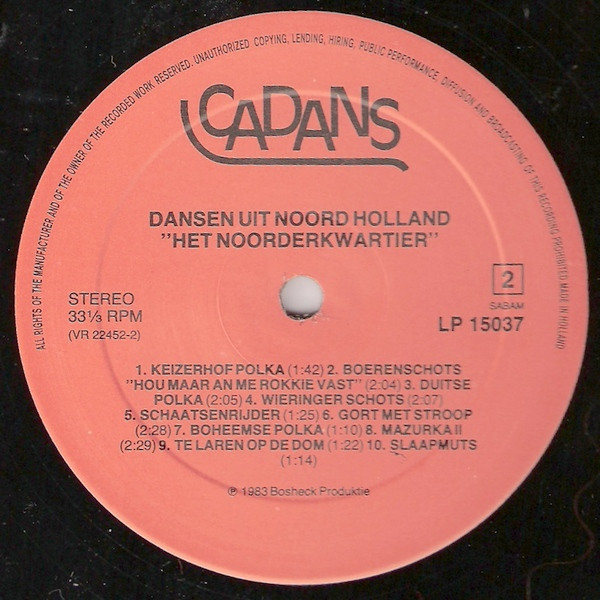 ALL RIGHTS OF THE MANUFACTURER AND OF THE OWNER OF THE RECORDED WORK RESERVED. UNAUTHORIZED COPYING, LENDING, HIRING, PUBLIC PERFORMANCE, DIFFUSION AND BROADCASTING OF THIS RECORDING PROHIBITED MADE IN HOLLAND
CADANS
DANSEN UIT NOORD HOLLAND
"HET NOORDERKWARTIER"
STEREO
33⅓ RPM
(VR 22452-2)
2
SABAM
LP 15037
1. KEIZERHOF POLKA (1:42) 2. BOERENSCHOTS
"HOU MAAR AN ME ROKKIE VAST" (2:04) 3. DUITSE
POLKA (2:05) 4. WIERINGER SCHOTS (2:07)
5. SCHAATSENRIJDER (1:25) 6. GORT MET STROOP
(2:28) 7. BOHEEMSE POLKA (1:10) 8. MAZURKA II
(2:29) 9. TE LAREN OP DE DOM (1:22) 10. SLAAPMUTS
(1:14)
℗ 1983 Bosheck Produktie